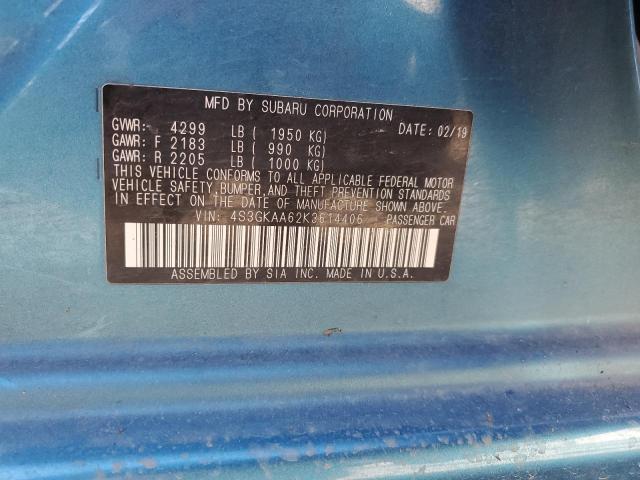 MFD BY SUBARU CORPORATION
GVWR: 4299 LB ( 1950 KG) DATE: 02/19
GAWR: F 2183 LB ( 990 KG)
GAWR: R 2205 LB ( 1000 KG)
THIS VEHICLE CONFORMS TO ALL APPLICABLE FEDERAL MOTOR
VEHICLE SAFETY, BUMPER, AND THEFT PREVENTION STANDARDS
IN EFFECT ON THE DATE OF MANUFACTURE SHOWN ABOVE.
VIN: 4S3GKAA62K3614406 PASSENGER CAR
ASSEMBLED BY SIA INC. MADE IN U.S.A.